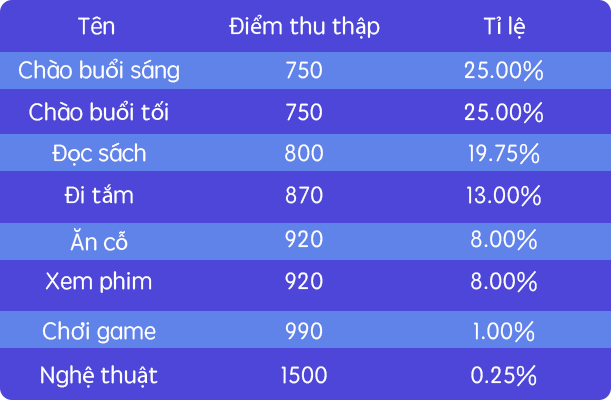 Tên Điểm thu thập Tỉ lệ
Chào buổi sáng 750 25.00%
Chào buổi tối 750 25.00%
Đọc sách 800 19.75%
Đi tắm 870 13.00%
Ăn cỗ 920 8.00%
Xem phim 920 8.00%
Chơi game 990 1.00%
Nghệ thuật 1500 0.25%